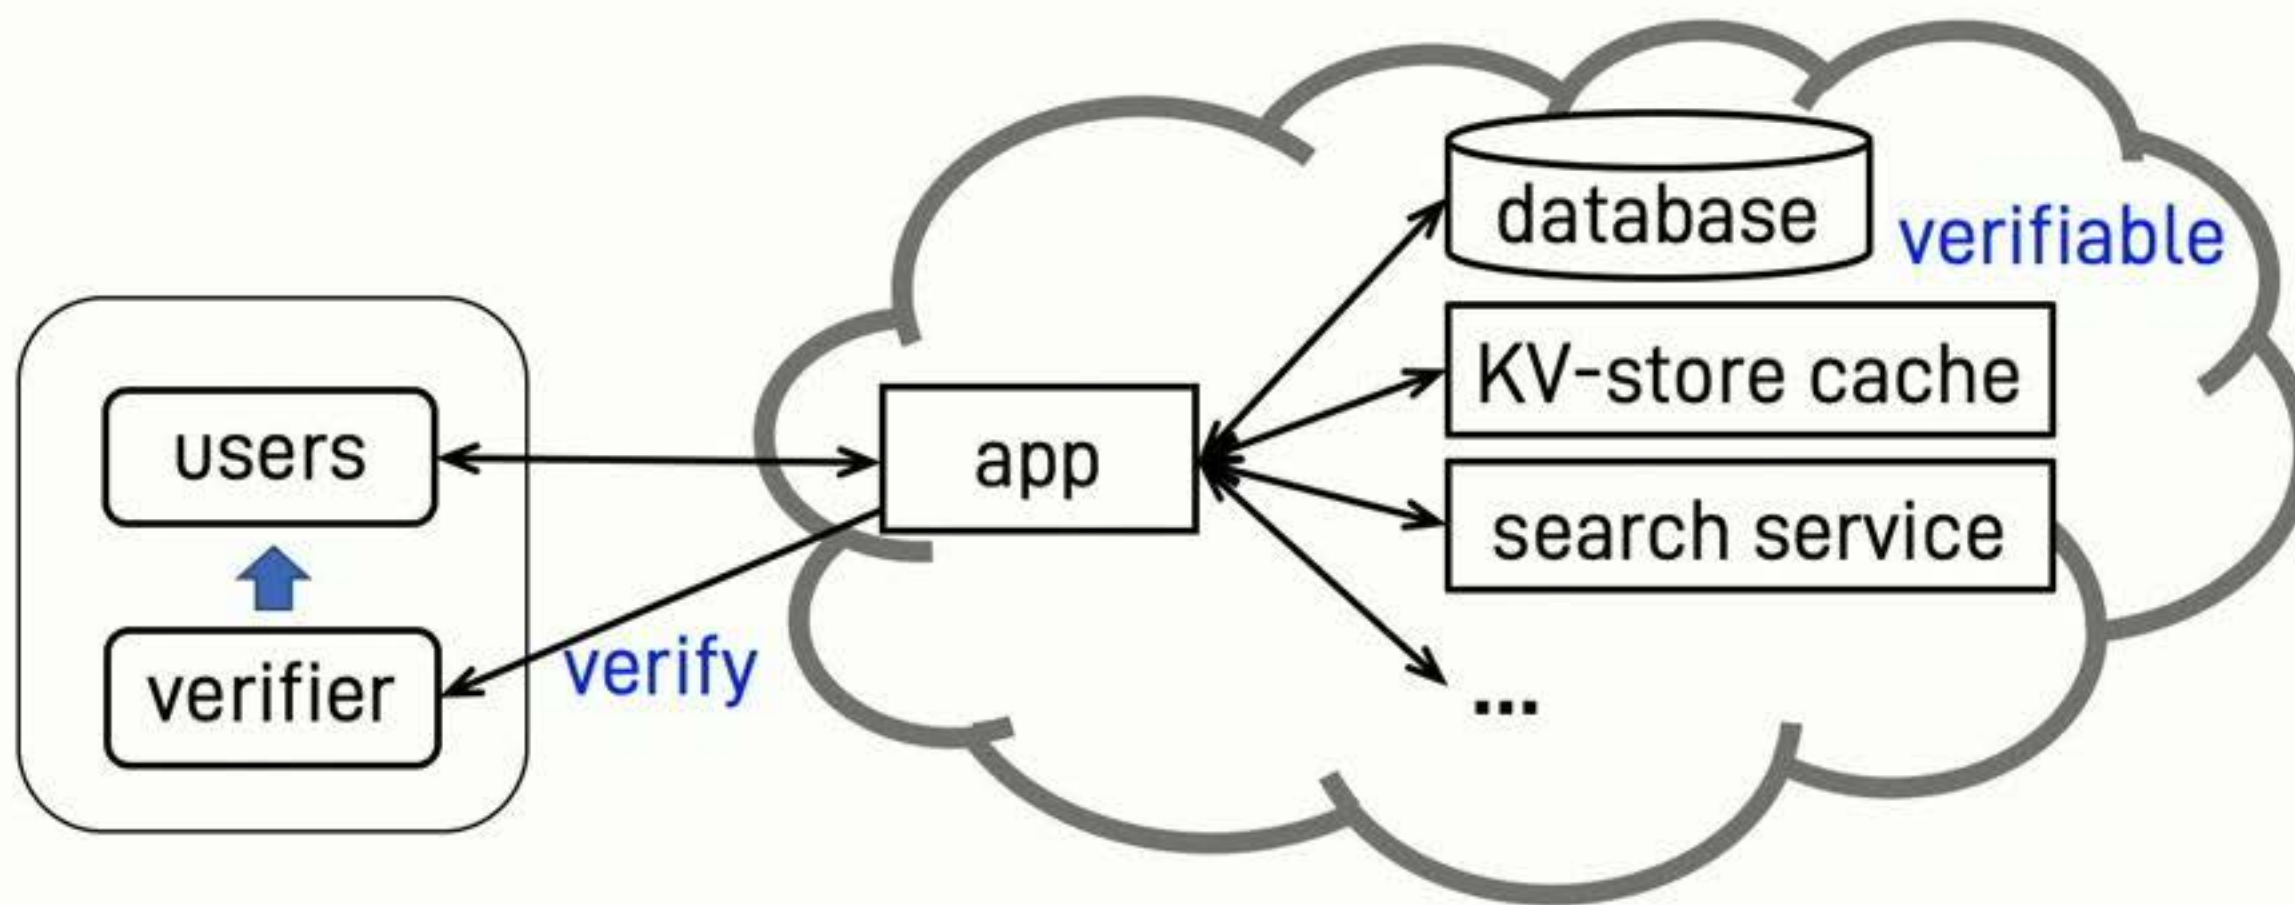 database
verifiable
KV-store cache
users
app
search service
verifier
verify
...